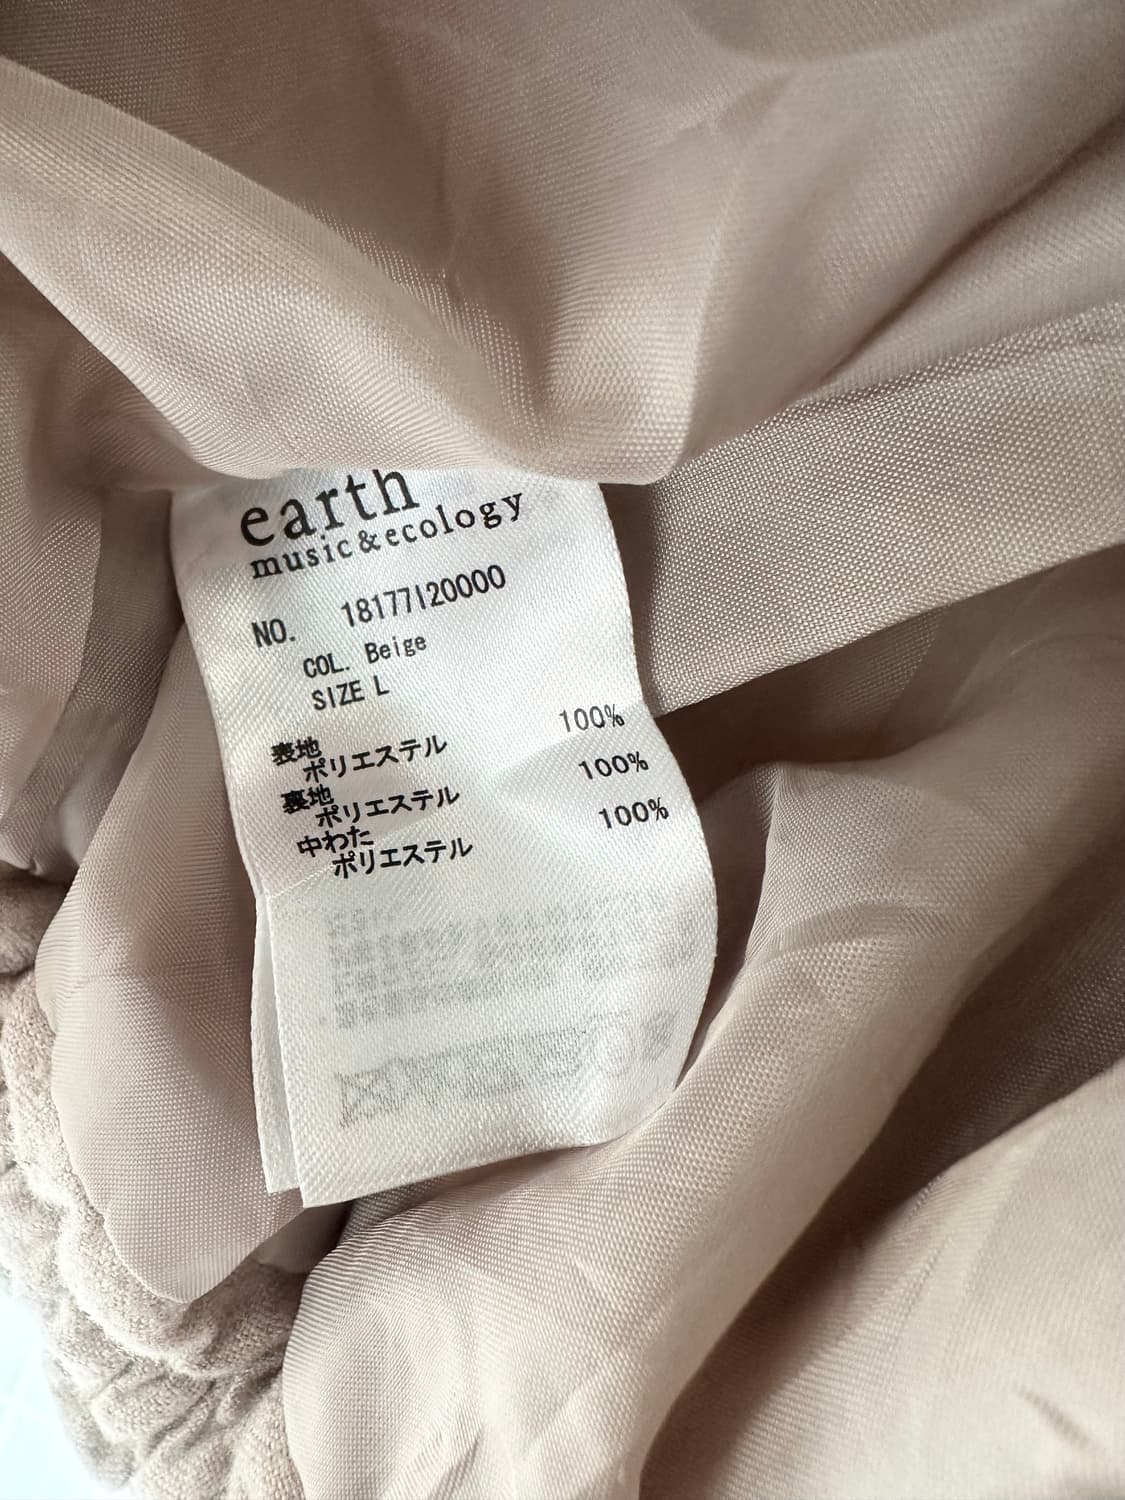 earth
music&ecology
NO. 18177120000
COL. Beige
SIZE L
表地
ポリエステル 100%
裏地
ポリエステル 100%
中わた
ポリエステル 100%